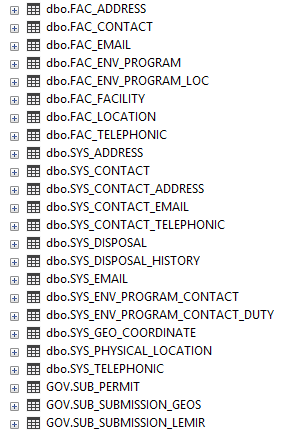 dbo.FAC_ADDRESS
dbo.FAC_CONTACT
dbo.FAC_EMAIL
dbo.FAC_ENV_PROGRAM
dbo.FAC_ENV_PROGRAM_LOC
dbo.FAC_FACILITY
dbo.FAC_LOCATION
dbo.FAC_TELEPHONIC
dbo.SYS_ADDRESS
dbo.SYS_CONTACT
dbo.SYS_CONTACT_ADDRESS
dbo.SYS_CONTACT_EMAIL
dbo.SYS_CONTACT_TELEPHONIC
dbo.SYS_DISPOSAL
dbo.SYS_DISPOSAL_HISTORY
dbo.SYS_EMAIL
dbo.SYS_ENV_PROGRAM_CONTACT
dbo.SYS_ENV_PROGRAM_CONTACT_DUTY
dbo.SYS_GEO_COORDINATE
dbo.SYS_PHYSICAL_LOCATION
dbo.SYS_TELEPHONIC
GOV.SUB_PERMIT
GOV.SUB_SUBMISSION_GEOS
GOV.SUB_SUBMISSION_LEMIR